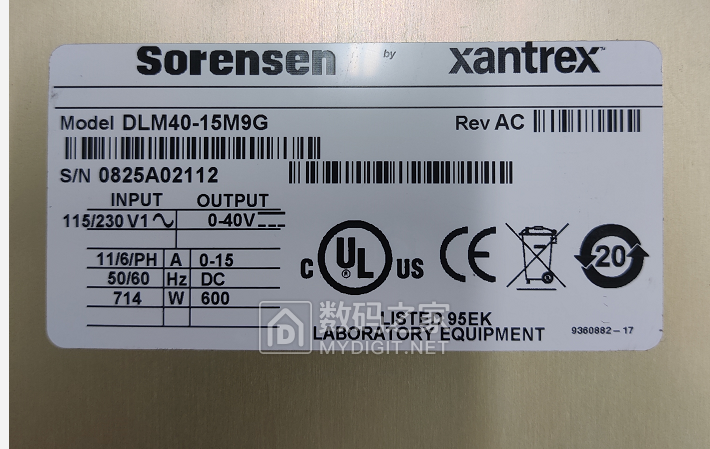 Sorensen by xantrex™
Model DLM40-15M9G Rev AC
S/N 0825A02112
INPUT OUTPUT
115/230 V1 0-40V
11/6/PH A 0-15
50/60 Hz DC
714 W 600
c UL US CE 20
LISTED 95EK
LABORATORY EQUIPMENT
9360882-17
数码之家
MYDIGIT.NET